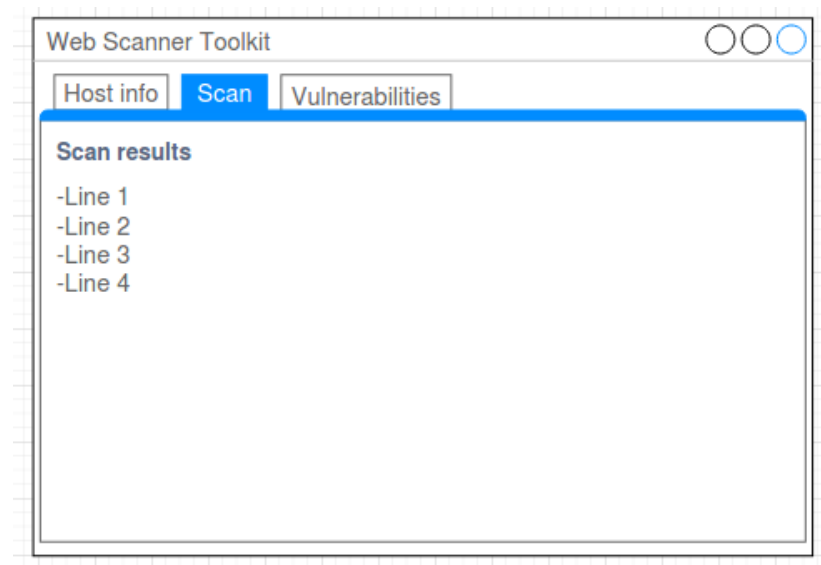 Web Scanner Toolkit
Host info Scan Vulnerabilities
Scan results
-Line 1
-Line 2
-Line 3
-Line 4